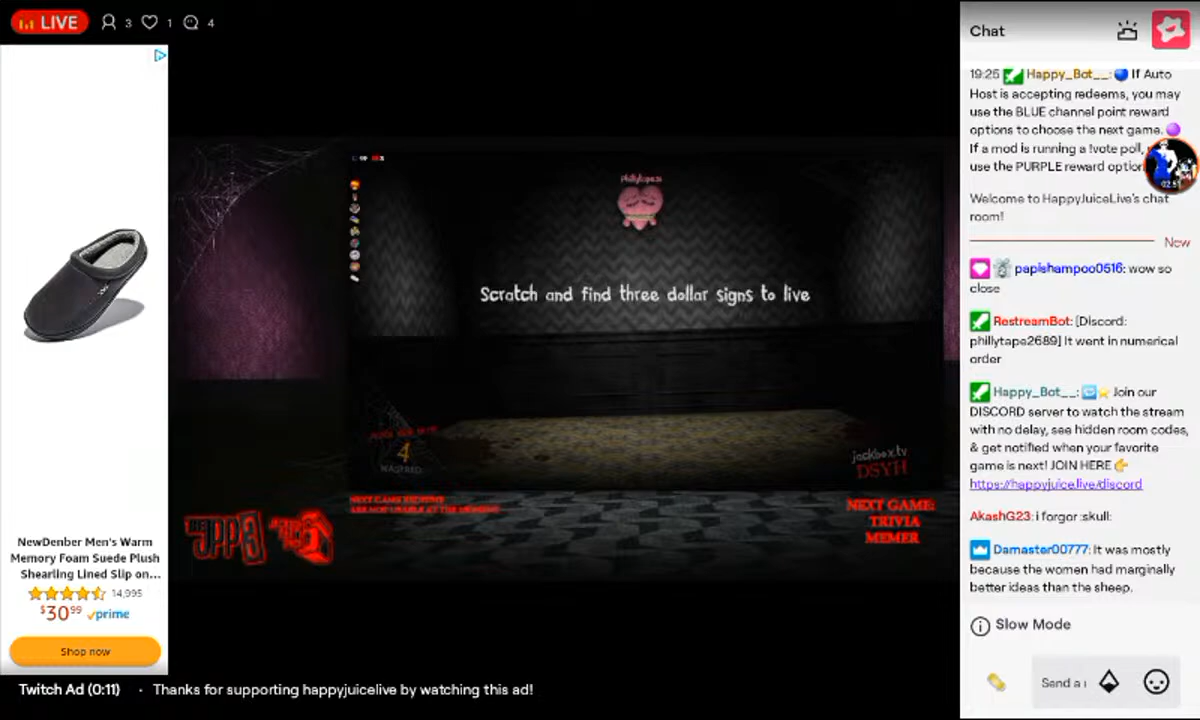 LIVE 3 1 4
NewDenber Men's Warm
Memory Foam Suede Plush
Shearling Lined Slip on...
14,995
$30 99 prime
Shop now
Twitch Ad (0:11) · Thanks for supporting happyjuicelive by watching this ad!
phillytape26
Scratch and find three dollar signs to live
4
jackbox.tv
DSYH
NEXT GAME:
TRIVIA
MEMER
Chat
19:25 Happy_Bot__: If Auto
Host is accepting redeems, you may
use the BLUE channel point reward
options to choose the next game.
If a mod is running a !vote poll,
use the PURPLE reward option
02:51
Welcome to HappyJuiceLive's chat
room!
New
papishampoo0516: wow so
close
RestreamBot: [Discord:
phillytape2689] It went in numerical
order
Happy_Bot__: Join our
DISCORD server to watch the stream
with no delay, see hidden room codes,
& get notified when your favorite
game is next! JOIN HERE
https://happyjuice.live/discord
AkashG23: i forgor :skull:
Damaster00777: It was mostly
because the women had marginally
better ideas than the sheep.
Slow Mode
Send a